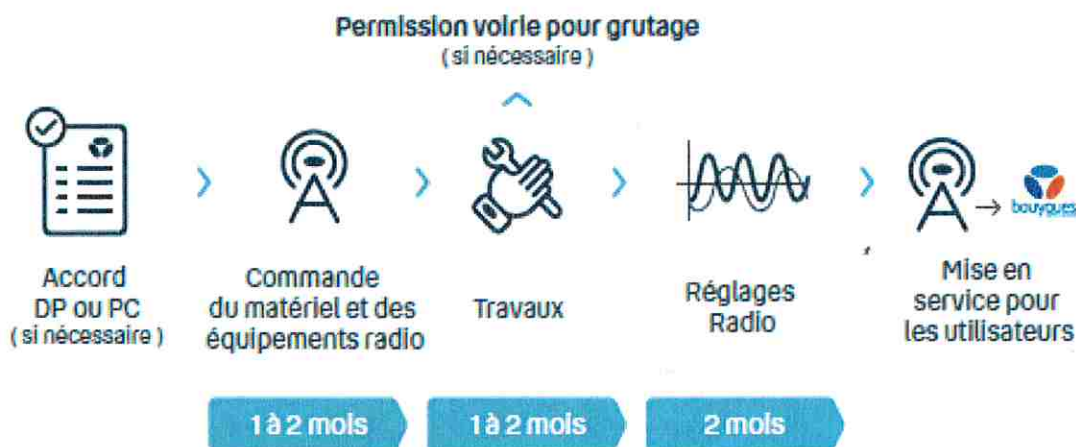 Permission voirie pour grutage
( si nécessaire )
Accord
DP ou PC
( si nécessaire )
Commande
du matériel et des
équipements radio
Travaux
Réglages
Radio
bouygues
Mise en
service pour
les utilisateurs
1 à 2 mois
1 à 2 mois
2 mois